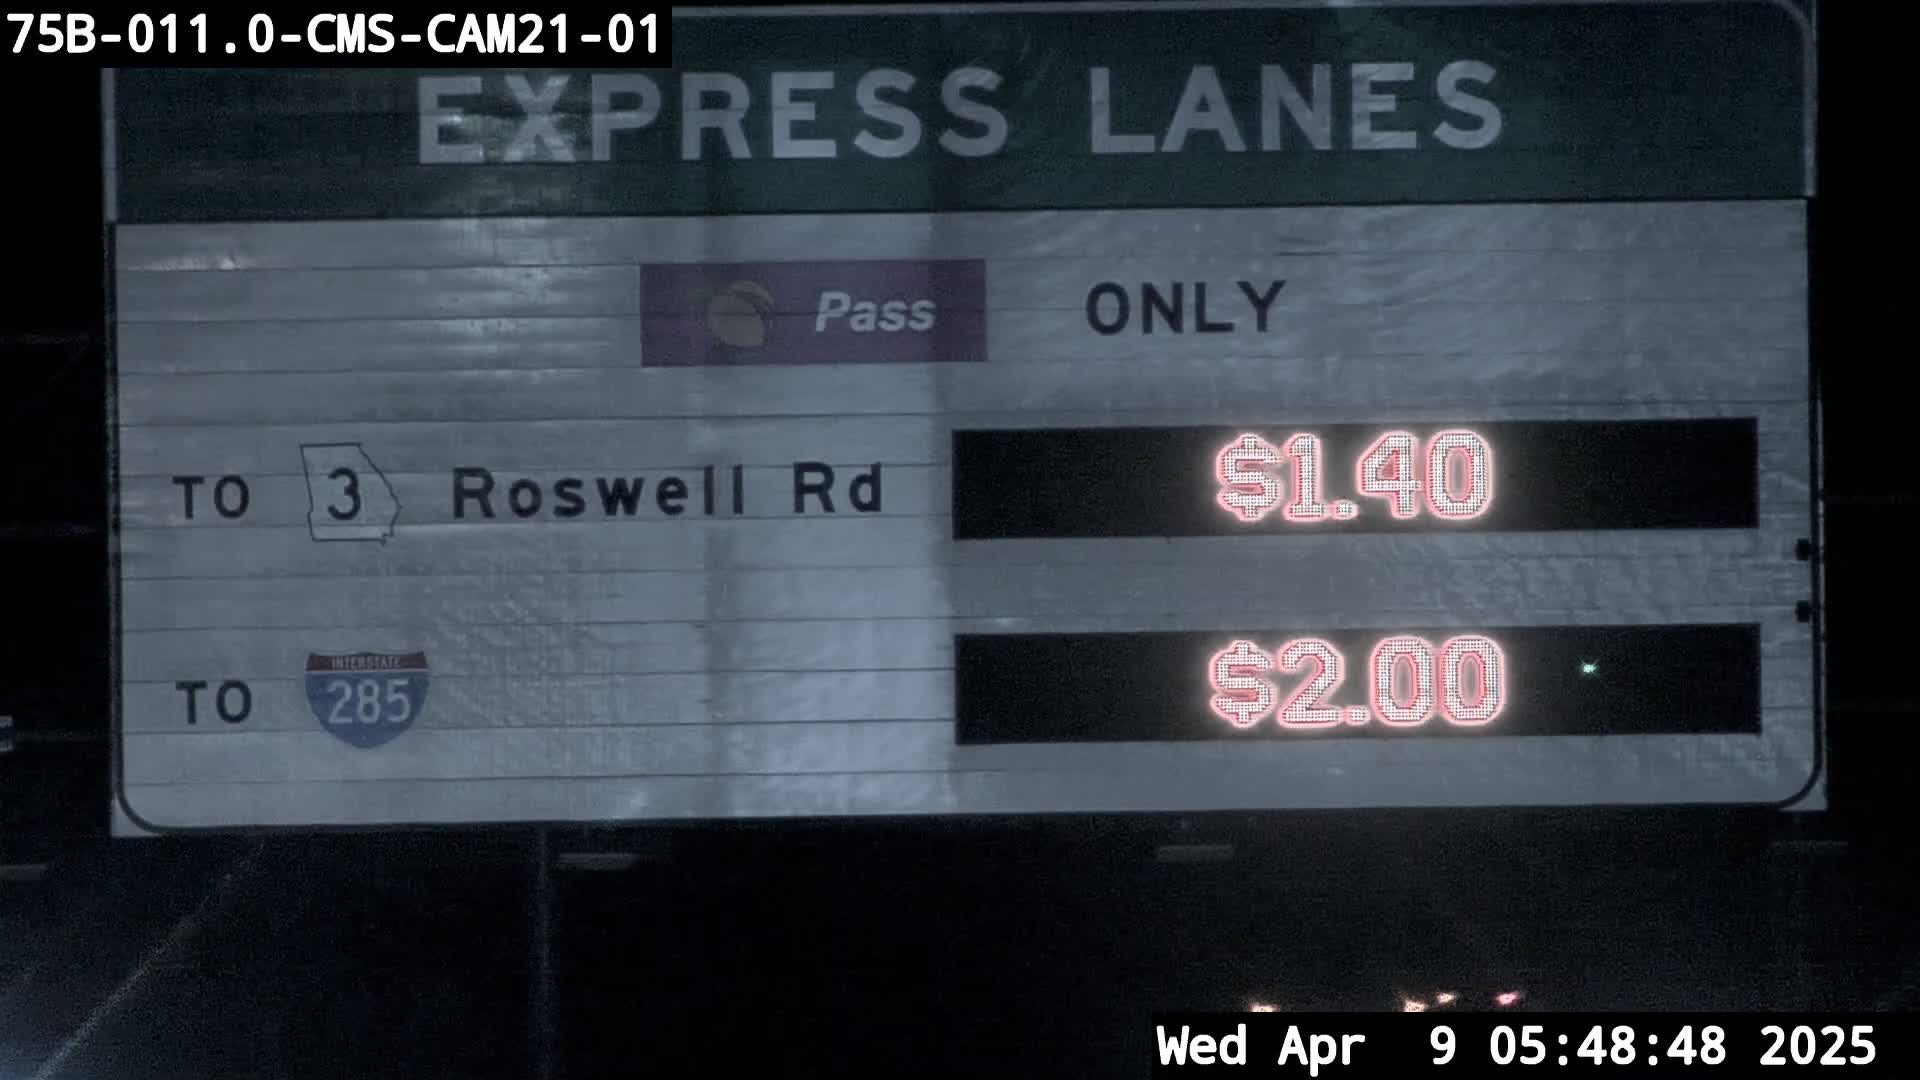 75B-011.0-CMS-CAM21-01
EXPRESS LANES
Pass ONLY
TO 3 Roswell Rd $1.40
TO INTERSTATE 285 $2.00
Wed Apr 9 05:48:48 2025